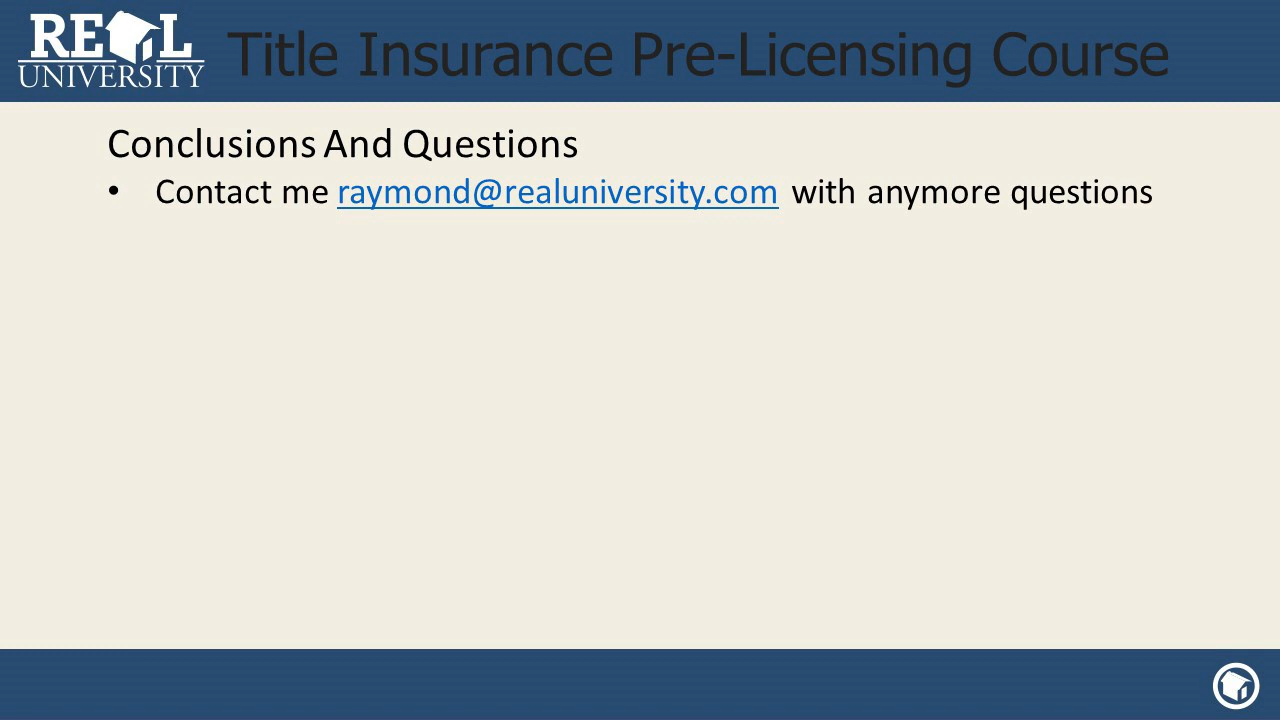 REAL
UNIVERSITY
Title Insurance Pre-Licensing Course
Conclusions And Questions
• Contact me raymond@realuniversity.com with anymore questions